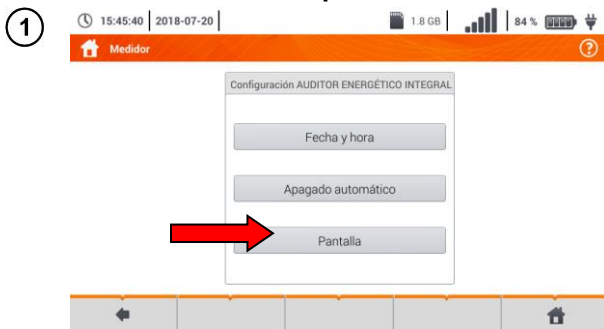 1
15:45:40 2018-07-20 1.8 GB 84 %
Medidor ?
Configuración AUDITOR ENERGÉTICO INTEGRAL
Fecha y hora
Apagado automático
Pantalla